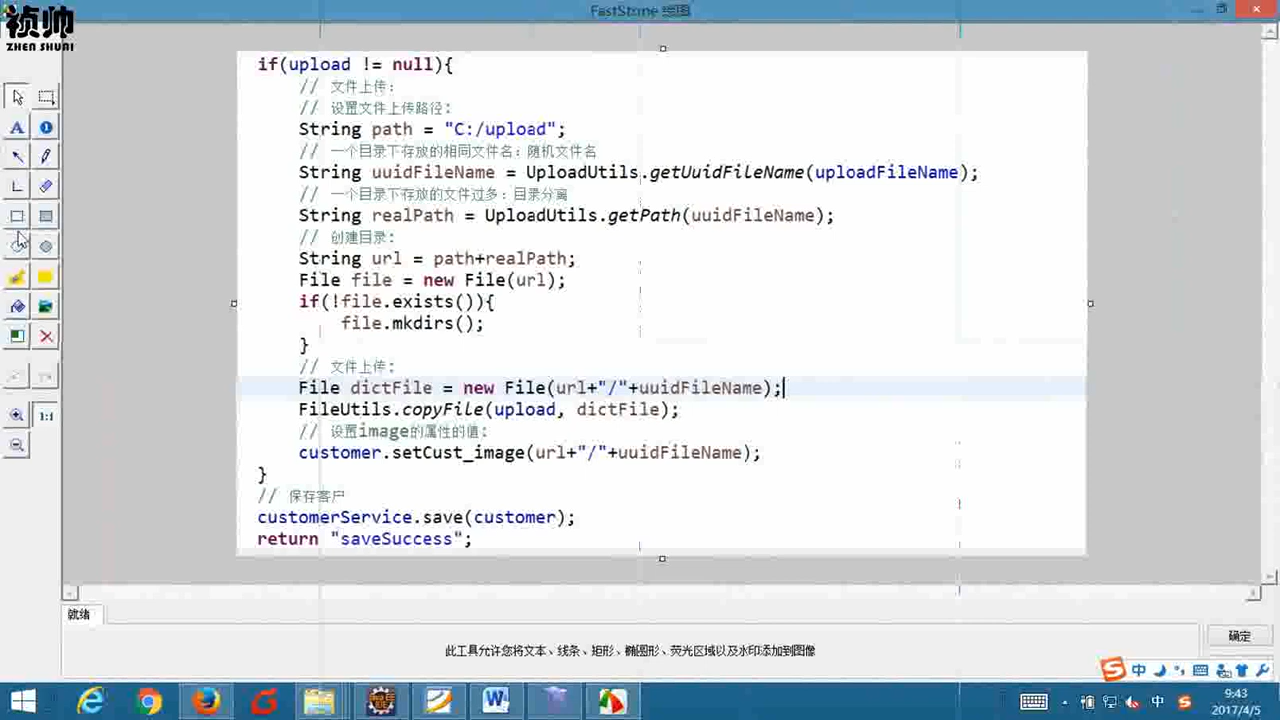 FastStone 绘图
祯帅
ZHEN SHUAI
if(upload != null){
// 文件上传：
// 设置文件上传路径：
String path = "C:/upload";
// 一个目录下存放的相同文件名：随机文件名
String uuidFileName = UploadUtils.getUuidFileName(uploadFileName);
// 一个目录下存放的文件过多：目录分离
String realPath = UploadUtils.getPath(uuidFileName);
// 创建目录：
String url = path+realPath;
File file = new File(url);
if(!file.exists()){
file.mkdirs();
}
// 文件上传：
File dictFile = new File(url+"/"+uuidFileName);
FileUtils.copyFile(upload, dictFile);
// 设置image的属性的值：
customer.setCust_image(url+"/"+uuidFileName);
}
// 保存客户
customerService.save(customer);
return "saveSuccess";
1:1
就绪
确定
此工具允许您将文本、线条、矩形、椭圆形、荧光区域以及水印添加到图像
中
中
9:43
2017/4/5